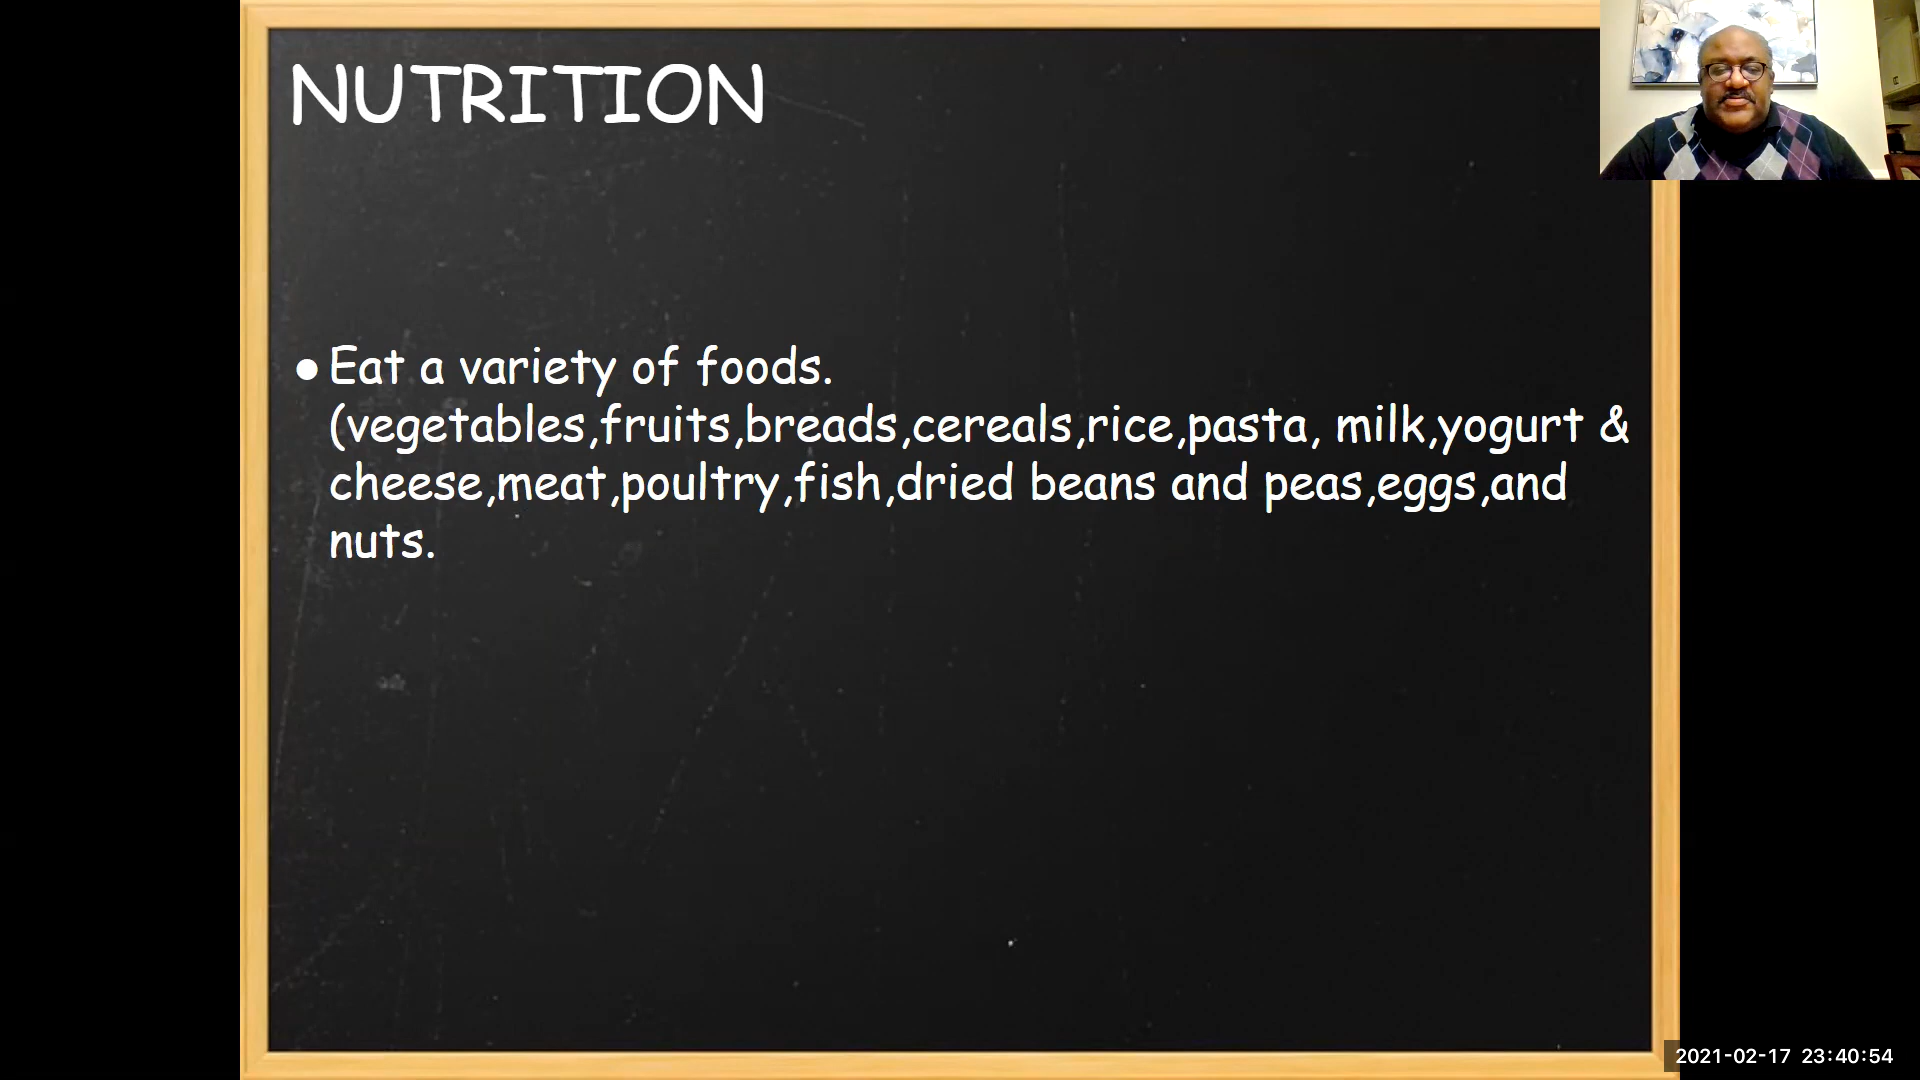 NUTRITION
● Eat a variety of foods.
(vegetables,fruits,breads,cereals,rice,pasta, milk,yogurt &
cheese,meat,poultry,fish,dried beans and peas,eggs,and
nuts.
2021-02-17 23:40:54